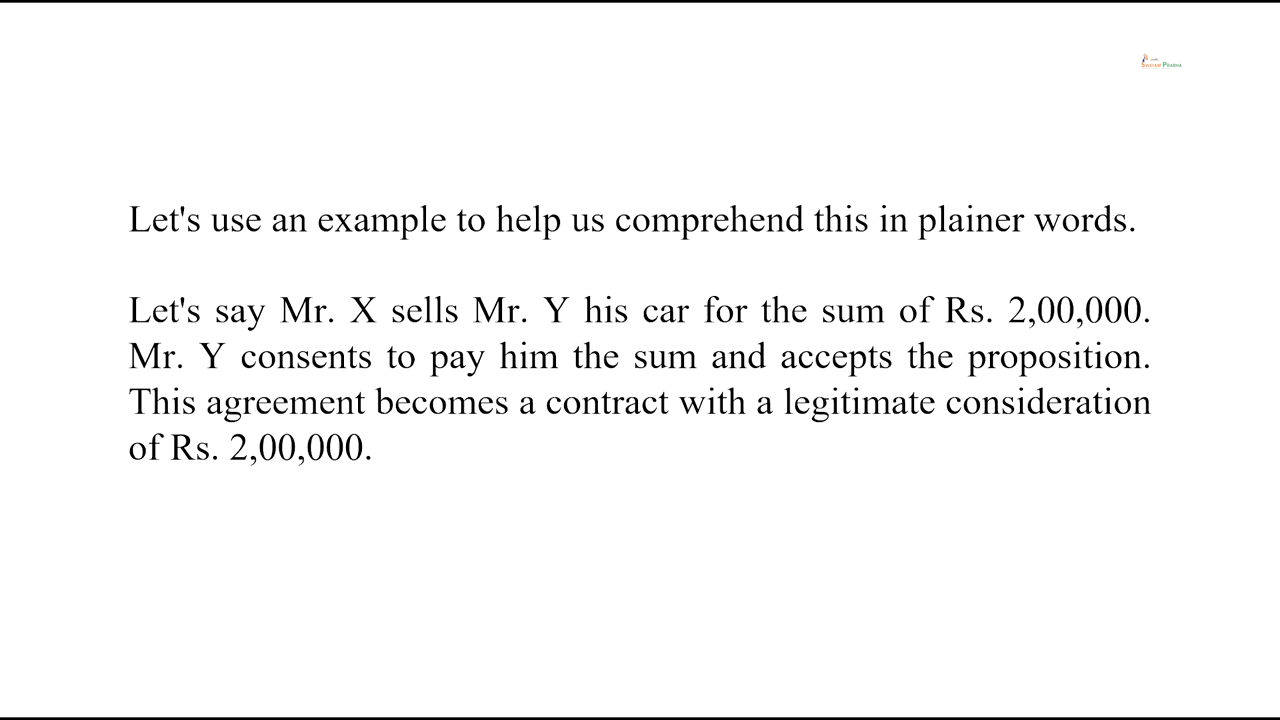 SWAYAM PRABHA
Let's use an example to help us comprehend this in plainer words.
Let's say Mr. X sells Mr. Y his car for the sum of Rs. 2,00,000.
Mr. Y consents to pay him the sum and accepts the proposition.
This agreement becomes a contract with a legitimate consideration
of Rs. 2,00,000.